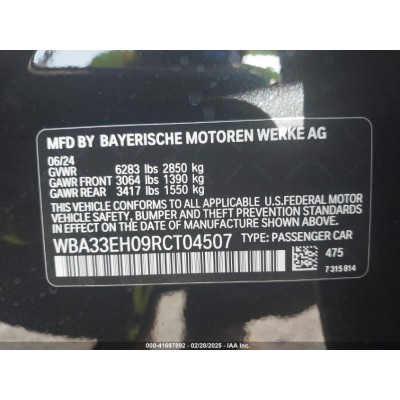 MFD BY BAYERISCHE MOTOREN WERKE AG
06/24
GVWR 6283 lbs 2850 kg
GAWR FRONT 3064 lbs 1390 kg
GAWR REAR 3417 lbs 1550 kg
THIS VEHICLE CONFORMS TO ALL APPLICABLE U.S.FEDERAL MOTOR
VEHICLE SAFETY, BUMPER, AND THEFT PREVENTION STANDARDS IN
EFFECT ON THE DATE OF MANUFACTURE SHOWN ABOVE.
WBA33EH09RCT04507 TYPE: PASSENGER CAR
475
7 315 814
000-41697892 - 02/28/2025 - IAA Inc.